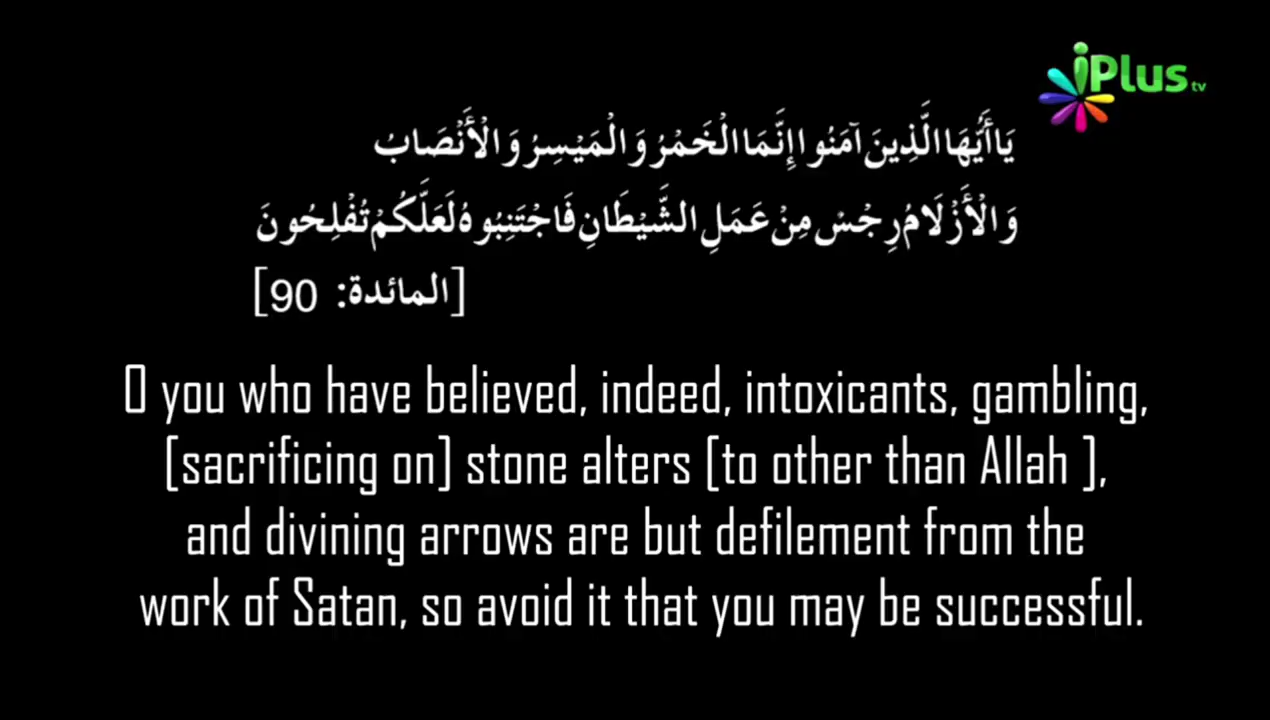 iPlus tv
يَا أَيُّهَا الَّذِينَ آمَنُوا إِنَّمَا الْخَمْرُ وَالْمَيْسِرُ وَالْأَنْصَابُ
وَالْأَزْلَامُ رِجْسٌ مِنْ عَمَلِ الشَّيْطَانِ فَاجْتَنِبُوهُ لَعَلَّكُمْ تُفْلِحُونَ
[المائدة: 90]
O you who have believed, indeed, intoxicants, gambling,
[sacrificing on] stone alters [to other than Allah ],
and divining arrows are but defilement from the
work of Satan, so avoid it that you may be successful.